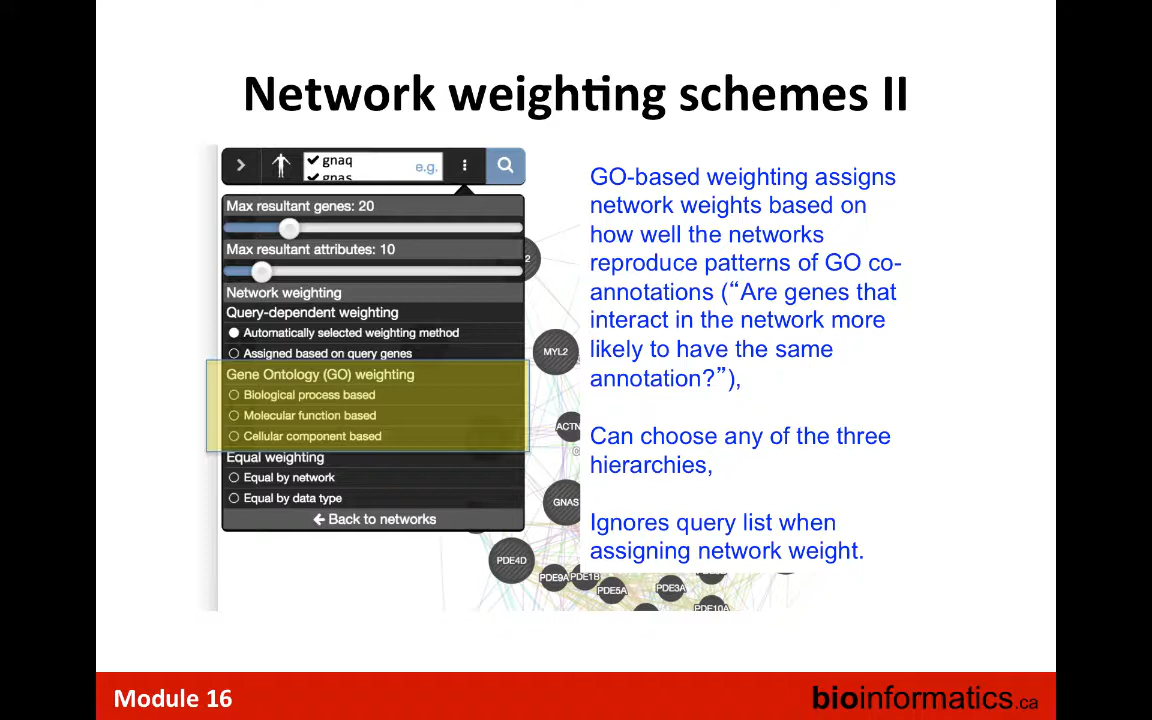 Network weighting schemes II
gnaq
e.g.
gnas
Max resultant genes: 20
Max resultant attributes: 10
Network weighting
Query-dependent weighting
Automatically selected weighting method
Assigned based on query genes
Gene Ontology (GO) weighting
Biological process based
Molecular function based
Cellular component based
Equal weighting
Equal by network
Equal by data type
Back to networks
2
MYL2
ACTN
GNAS
PDE4D
PDE9A
PDE1B
PDE5A
PDE3A
PDE10A
GO-based weighting assigns
network weights based on
how well the networks
reproduce patterns of GO co-
annotations (“Are genes that
interact in the network more
likely to have the same
annotation?”),
Can choose any of the three
hierarchies,
Ignores query list when
assigning network weight.
Module 16
bioinformatics.ca